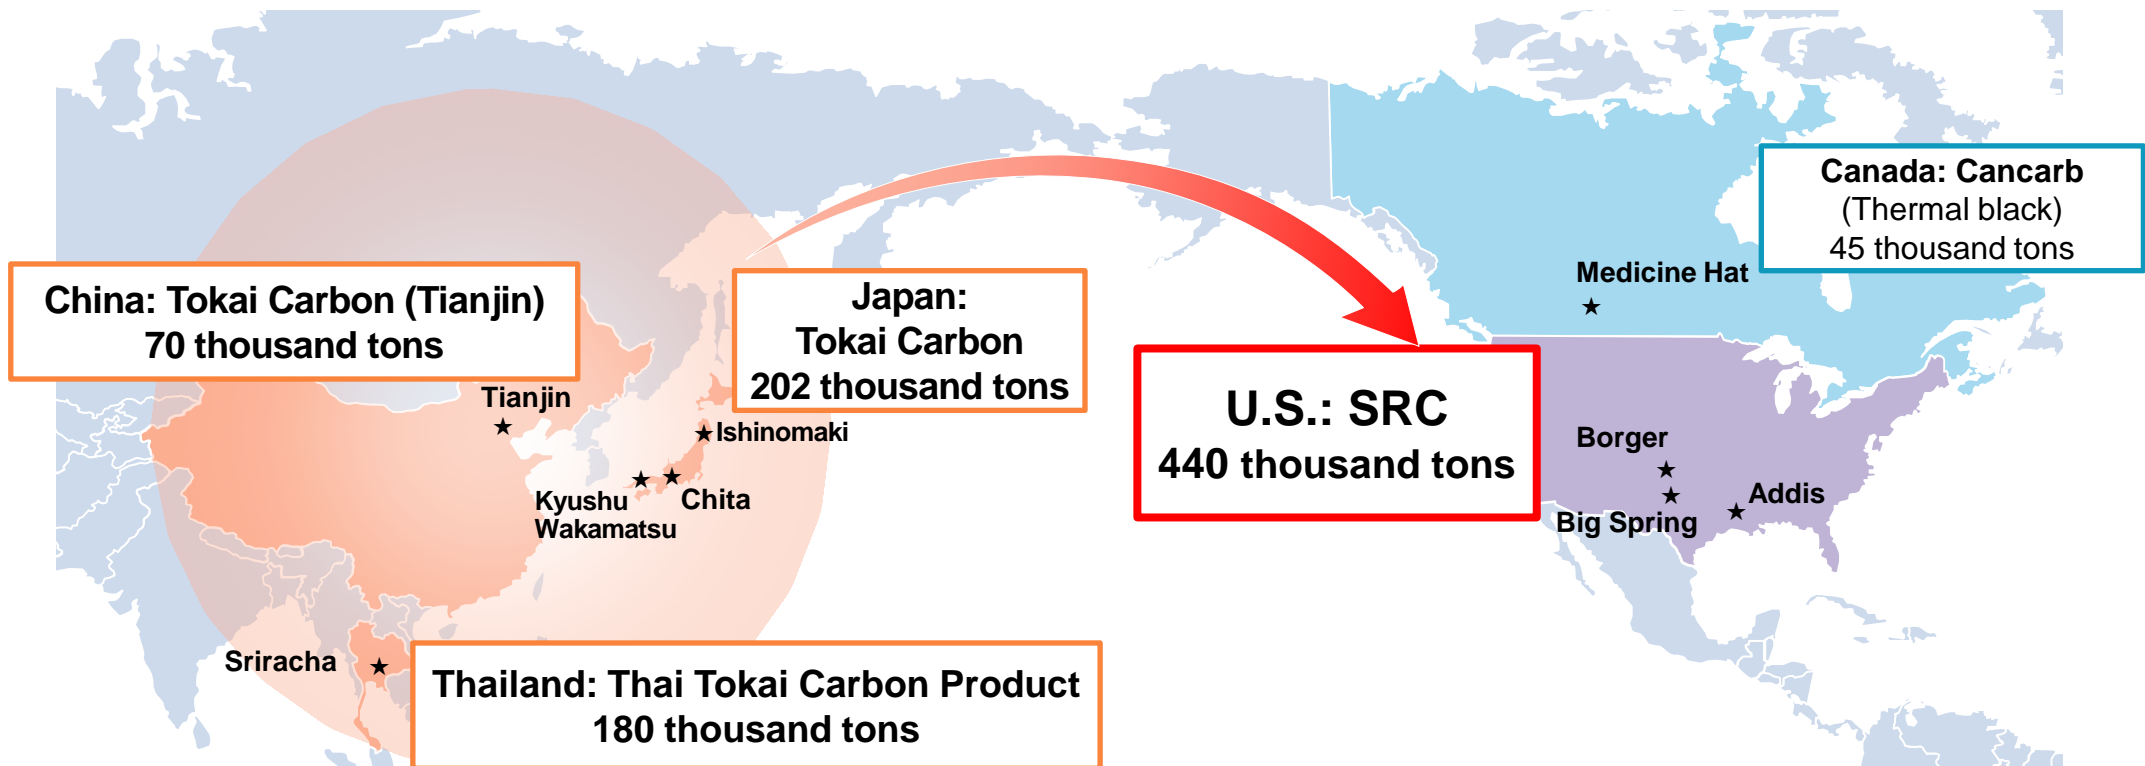 China: Tokai Carbon (Tianjin)
70 thousand tons
Japan:
Tokai Carbon
202 thousand tons
Tianjin
Ishinomaki
Kyushu
Wakamatsu
Chita
Sriracha
Thailand: Thai Tokai Carbon Product
180 thousand tons
U.S.: SRC
440 thousand tons
Canada: Cancarb
(Thermal black)
45 thousand tons
Medicine Hat
Borger
Big Spring
Addis